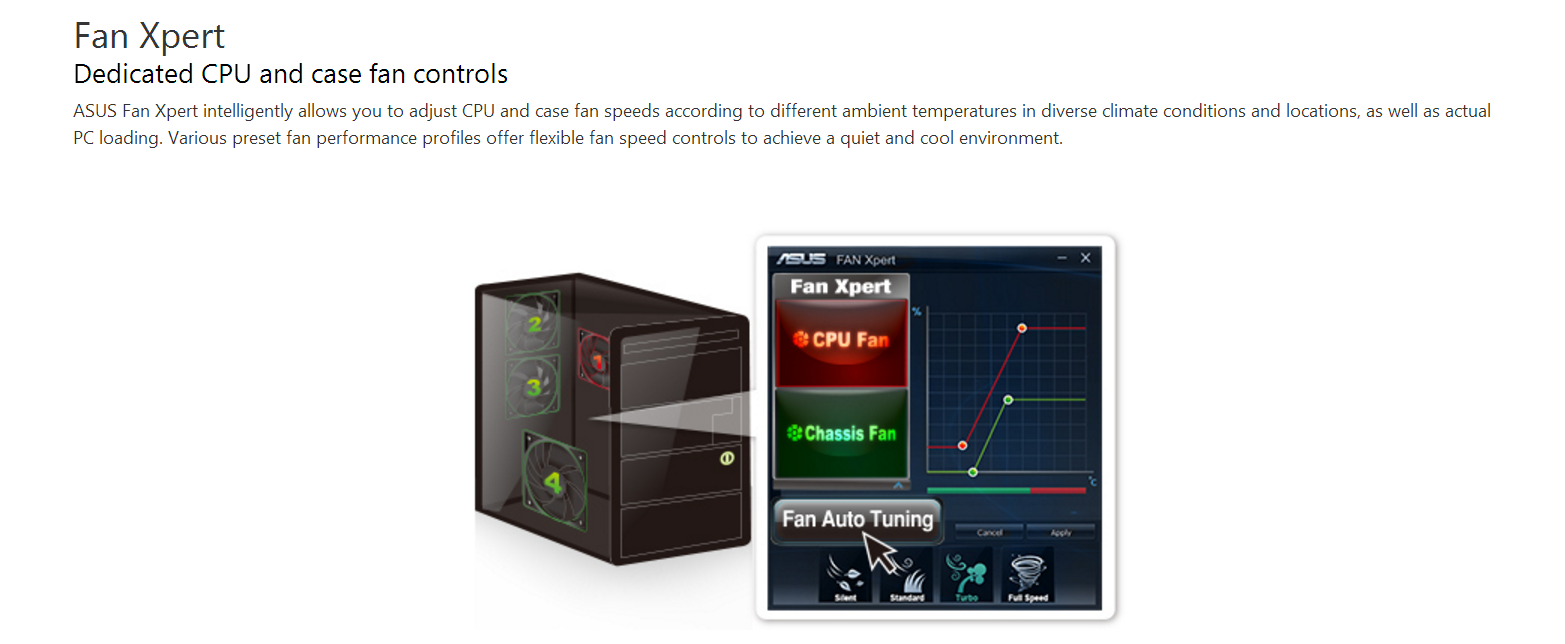 Fan Xpert
Dedicated CPU and case fan controls
ASUS Fan Xpert intelligently allows you to adjust CPU and case fan speeds according to different ambient temperatures in diverse climate conditions and locations, as well as actual
PC loading. Various preset fan performance profiles offer flexible fan speed controls to achieve a quiet and cool environment.
ASUS FAN Xpert
Fan Xpert
%
CPU Fan
Chassis Fan
°C
Fan Auto Tuning
Cancel Apply
Silent Standard Turbo Full Speed
2
1
3
4